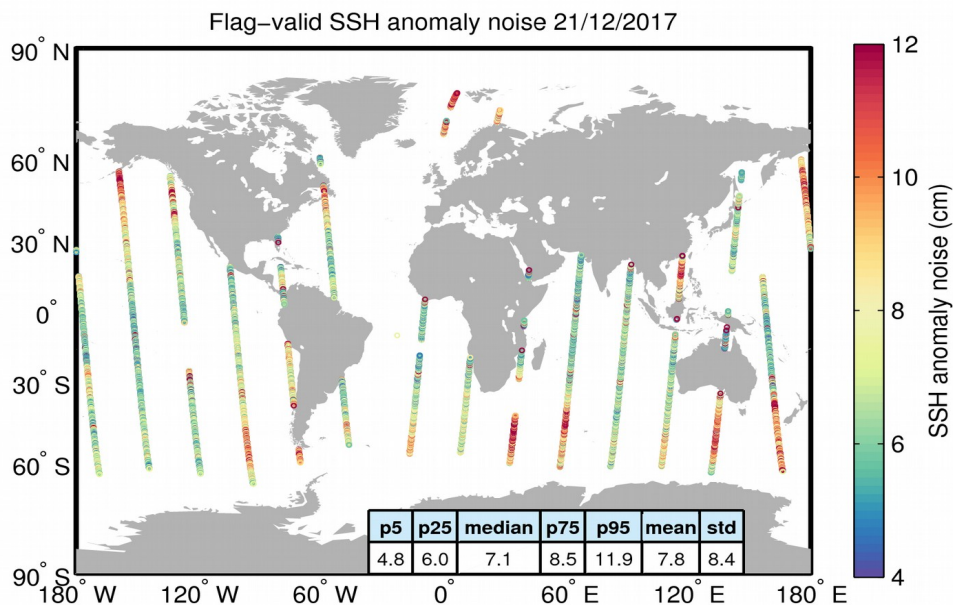 Flag-valid SSH anomaly noise 21/12/2017
90° N
60° N
30° N
0°
30° S
60° S
90° S
180° W
120° W
60° W
0°
60° E
120° E
180° E
12
10
8
6
4
SSH anomaly noise (cm)
p5 p25 median p75 p95 mean std
4.8 6.0 7.1 8.5 11.9 7.8 8.4